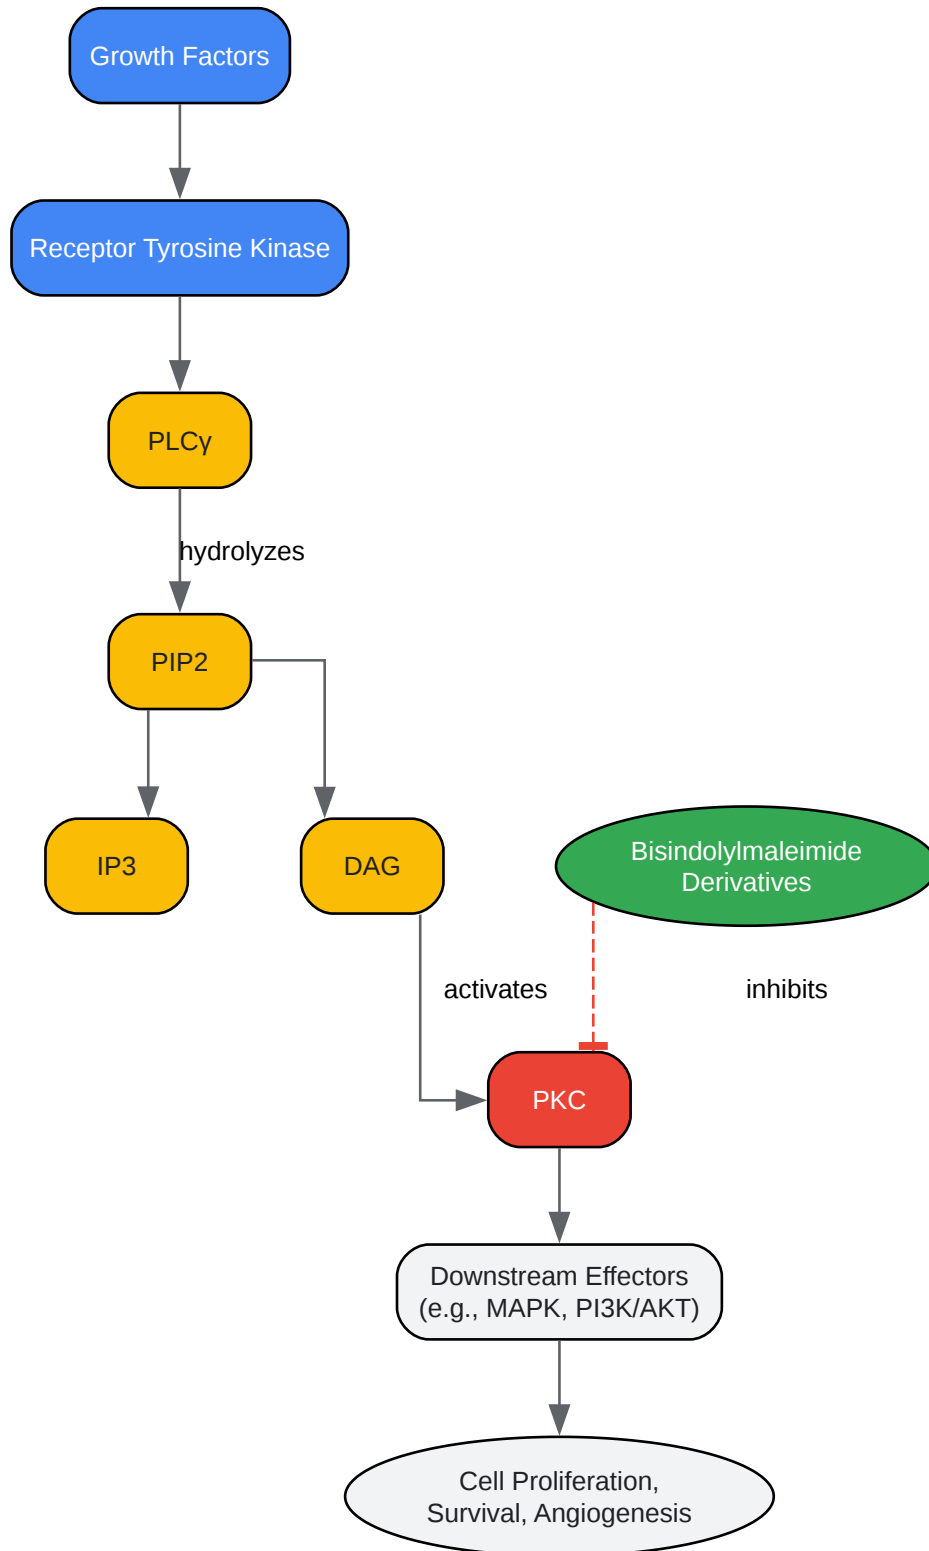 Growth Factors
Receptor Tyrosine Kinase
PLCγ
hydrolyzes
PIP2
IP3
DAG
Bisindolylmaleimide
Derivatives
activates
inhibits
PKC
Downstream Effectors
(e.g., MAPK, PI3K/AKT)
Cell Proliferation,
Survival, Angiogenesis